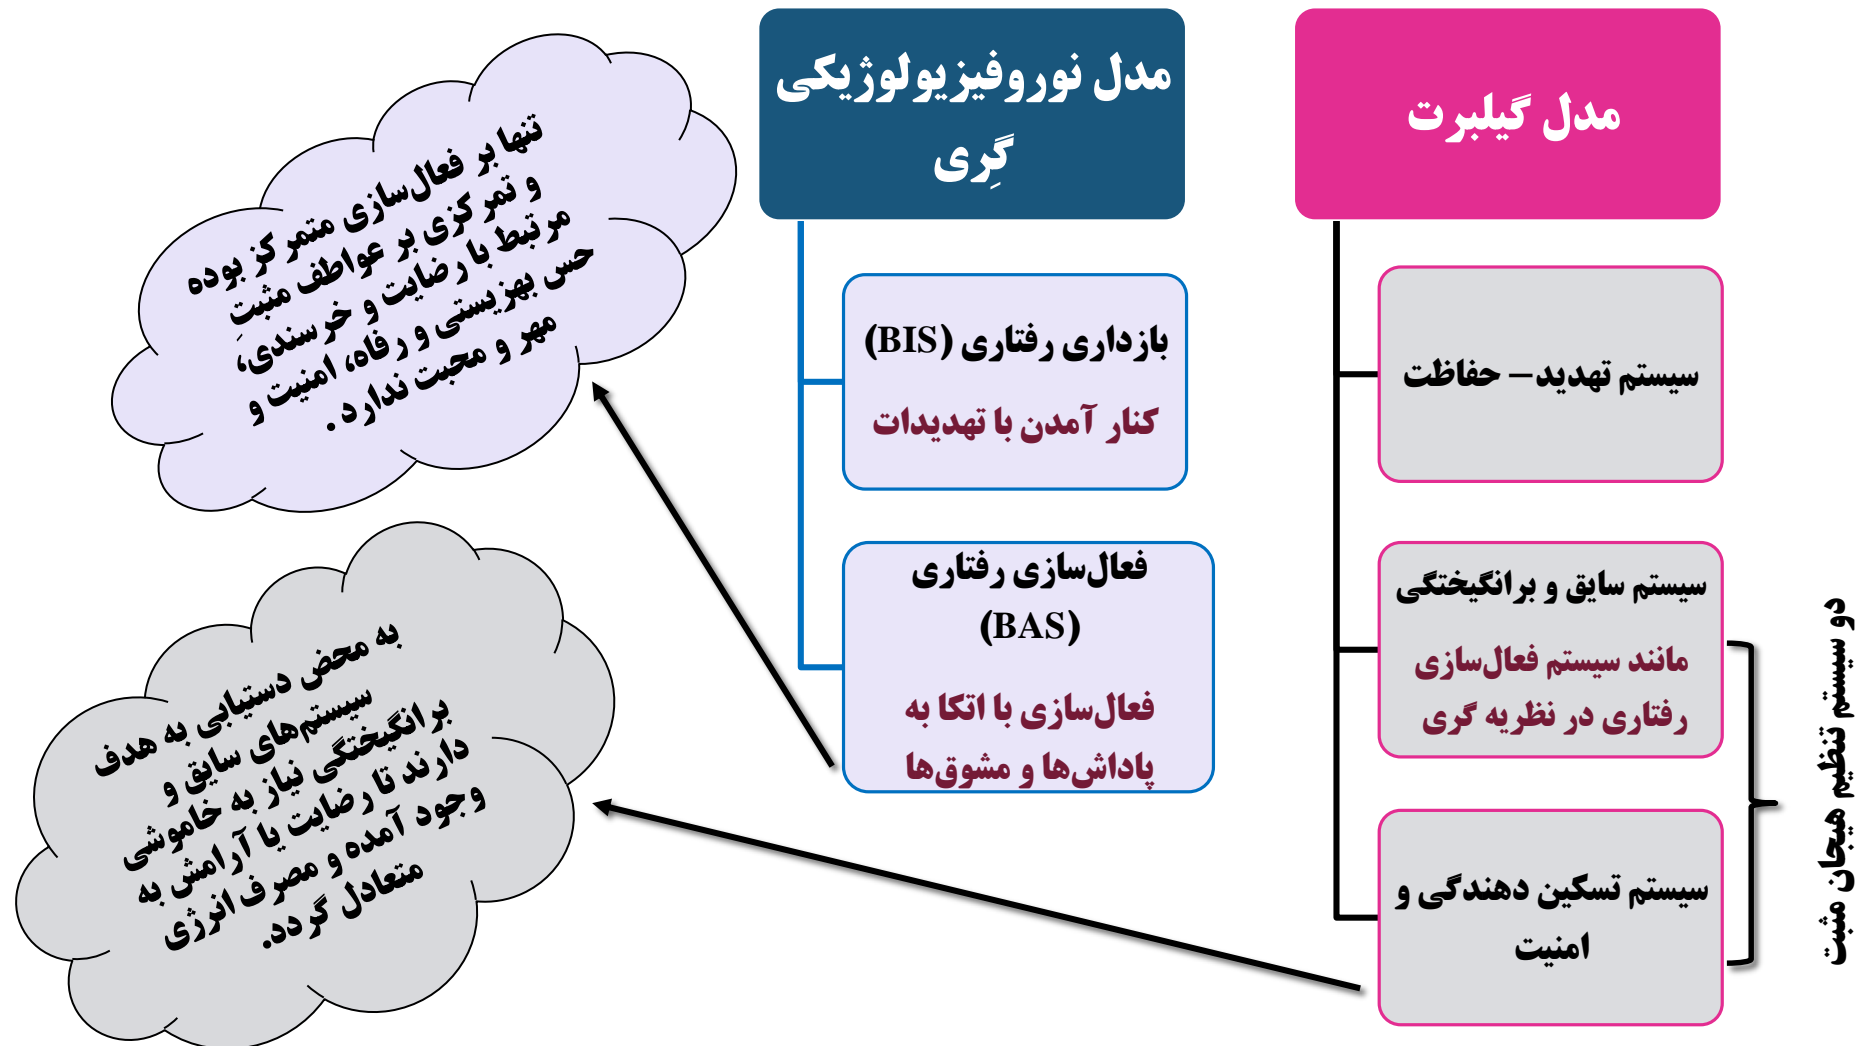 مدل گیلبرت
سیستم تهدید– حفاظت
سیستم سایق و برانگیختگی
مانند سیستم فعال‌سازی
رفتاری در نظریه گری
سیستم تسکین دهندگی و
امنیت
دو سیستم تنظیم هیجان مثبت
مدل نوروفیزیولوژیکی
گِری
بازداری رفتاری (BIS)
کنار آمدن با تهدیدات
فعال‌سازی رفتاری
(BAS)
فعال‌سازی با اتکا به
پاداش‌ها و مشوق‌ها
تنها بر فعال‌سازی متمرکز بوده
و تمرکزی بر عواطف مثبتِ
مرتبط با رضایت و خرسندی،
حس بهزیستی و رفاه، امنیت و
مهر و محبت ندارد .
به محض دستیابی به هدف
سیستم‌های سایق و
برانگیختگی نیاز به خاموشی
دارند تا رضایت یا آرامش به
وجود آمده و مصرف انرژی
متعادل گردد.